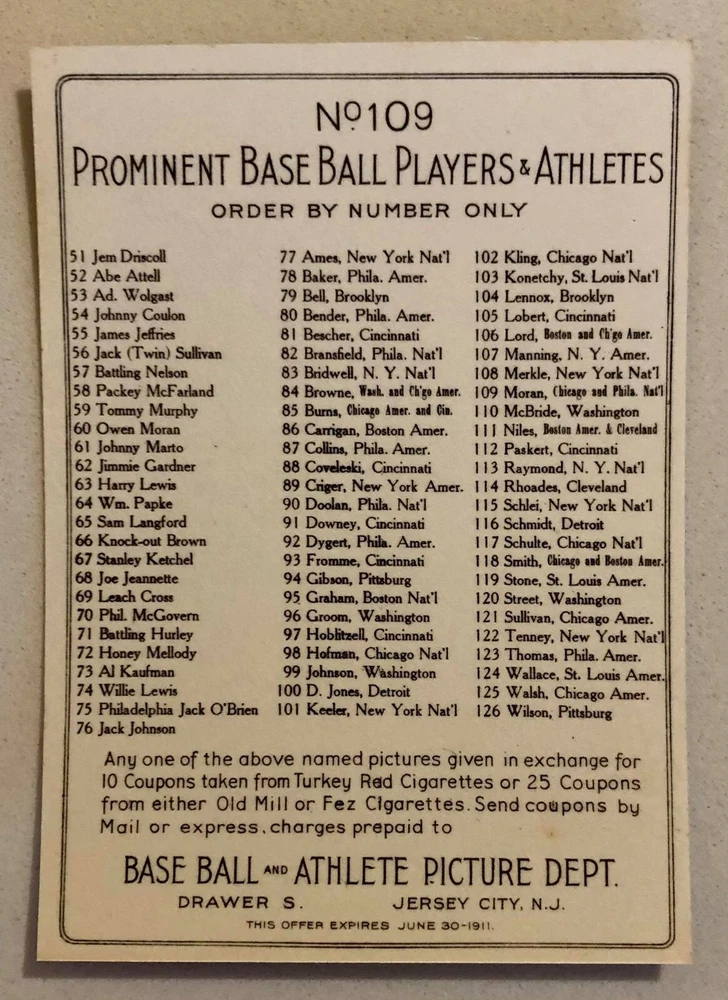 No 109
PROMINENT BASE BALL PLAYERS & ATHLETES
ORDER BY NUMBER ONLY
51 Jem Driscoll
52 Abe Attell
53 Ad. Wolgast
54 Johnny Coulon
55 James Jeffries
56 Jack (Twin) Sullivan
57 Battling Nelson
58 Packey McFarland
59 Tommy Murphy
60 Owen Moran
61 Johnny Marto
62 Jimmie Gardner
63 Harry Lewis
64 Wm. Papke
65 Sam Langford
66 Knock-out Brown
67 Stanley Ketchel
68 Joe Jeannette
69 Leach Cross
70 Phil. McGovern
71 Battling Hurley
72 Honey Mellody
73 Al Kaufman
74 Willie Lewis
75 Philadelphia Jack O'Brien
76 Jack Johnson
77 Ames, New York Nat'l
78 Baker, Phila. Amer.
79 Bell, Brooklyn
80 Bender, Phila. Amer.
81 Bescher, Cincinnati
82 Bransfield, Phila. Nat'l
83 Bridwell, N. Y. Nat'l
84 Browne, Wash. and Ch'go Amer.
85 Burns, Chicago Amer. and Cin.
86 Carrigan, Boston Amer.
87 Collins, Phila. Amer.
88 Coveleski, Cincinnati
89 Criger, New York Amer.
90 Doolan, Phila. Nat'l
91 Downey, Cincinnati
92 Dygert, Phila. Amer.
93 Fromme, Cincinnati
94 Gibson, Pittsburg
95 Graham, Boston Nat'l
96 Groom, Washington
97 Hoblitzell, Cincinnati
98 Hofman, Chicago Nat'l
99 Johnson, Washington
100 D. Jones, Detroit
101 Keeler, New York Nat'l
102 Kling, Chicago Nat'l
103 Konetchy, St. Louis Nat'l
104 Lennox, Brooklyn
105 Lobert, Cincinnati
106 Lord, Boston and Ch'go Amer.
107 Manning, N. Y. Amer.
108 Merkle, New York Nat'l
109 Moran, Chicago and Phila. Nat'l
110 McBride, Washington
111 Niles, Boston Amer. & Cleveland
112 Paskert, Cincinnati
113 Raymond, N. Y. Nat'l
114 Rhoades, Cleveland
115 Schlei, New York Nat'l
116 Schmidt, Detroit
117 Schulte, Chicago Nat'l
118 Smith, Chicago and Boston Amer.
119 Stone, St. Louis Amer.
120 Street, Washington
121 Sullivan, Chicago Amer.
122 Tenney, New York Nat'l
123 Thomas, Phila. Amer.
124 Wallace, St. Louis Amer.
125 Walsh, Chicago Amer.
126 Wilson, Pittsburg
Any one of the above named pictures given in exchange for
10 Coupons taken from Turkey Red Cigarettes or 25 Coupons
from either Old Mill or Fez Cigarettes. Send coupons by
Mail or express, charges prepaid to
BASE BALL AND ATHLETE PICTURE DEPT.
DRAWER S. JERSEY CITY, N.J.
THIS OFFER EXPIRES JUNE 30-1911.